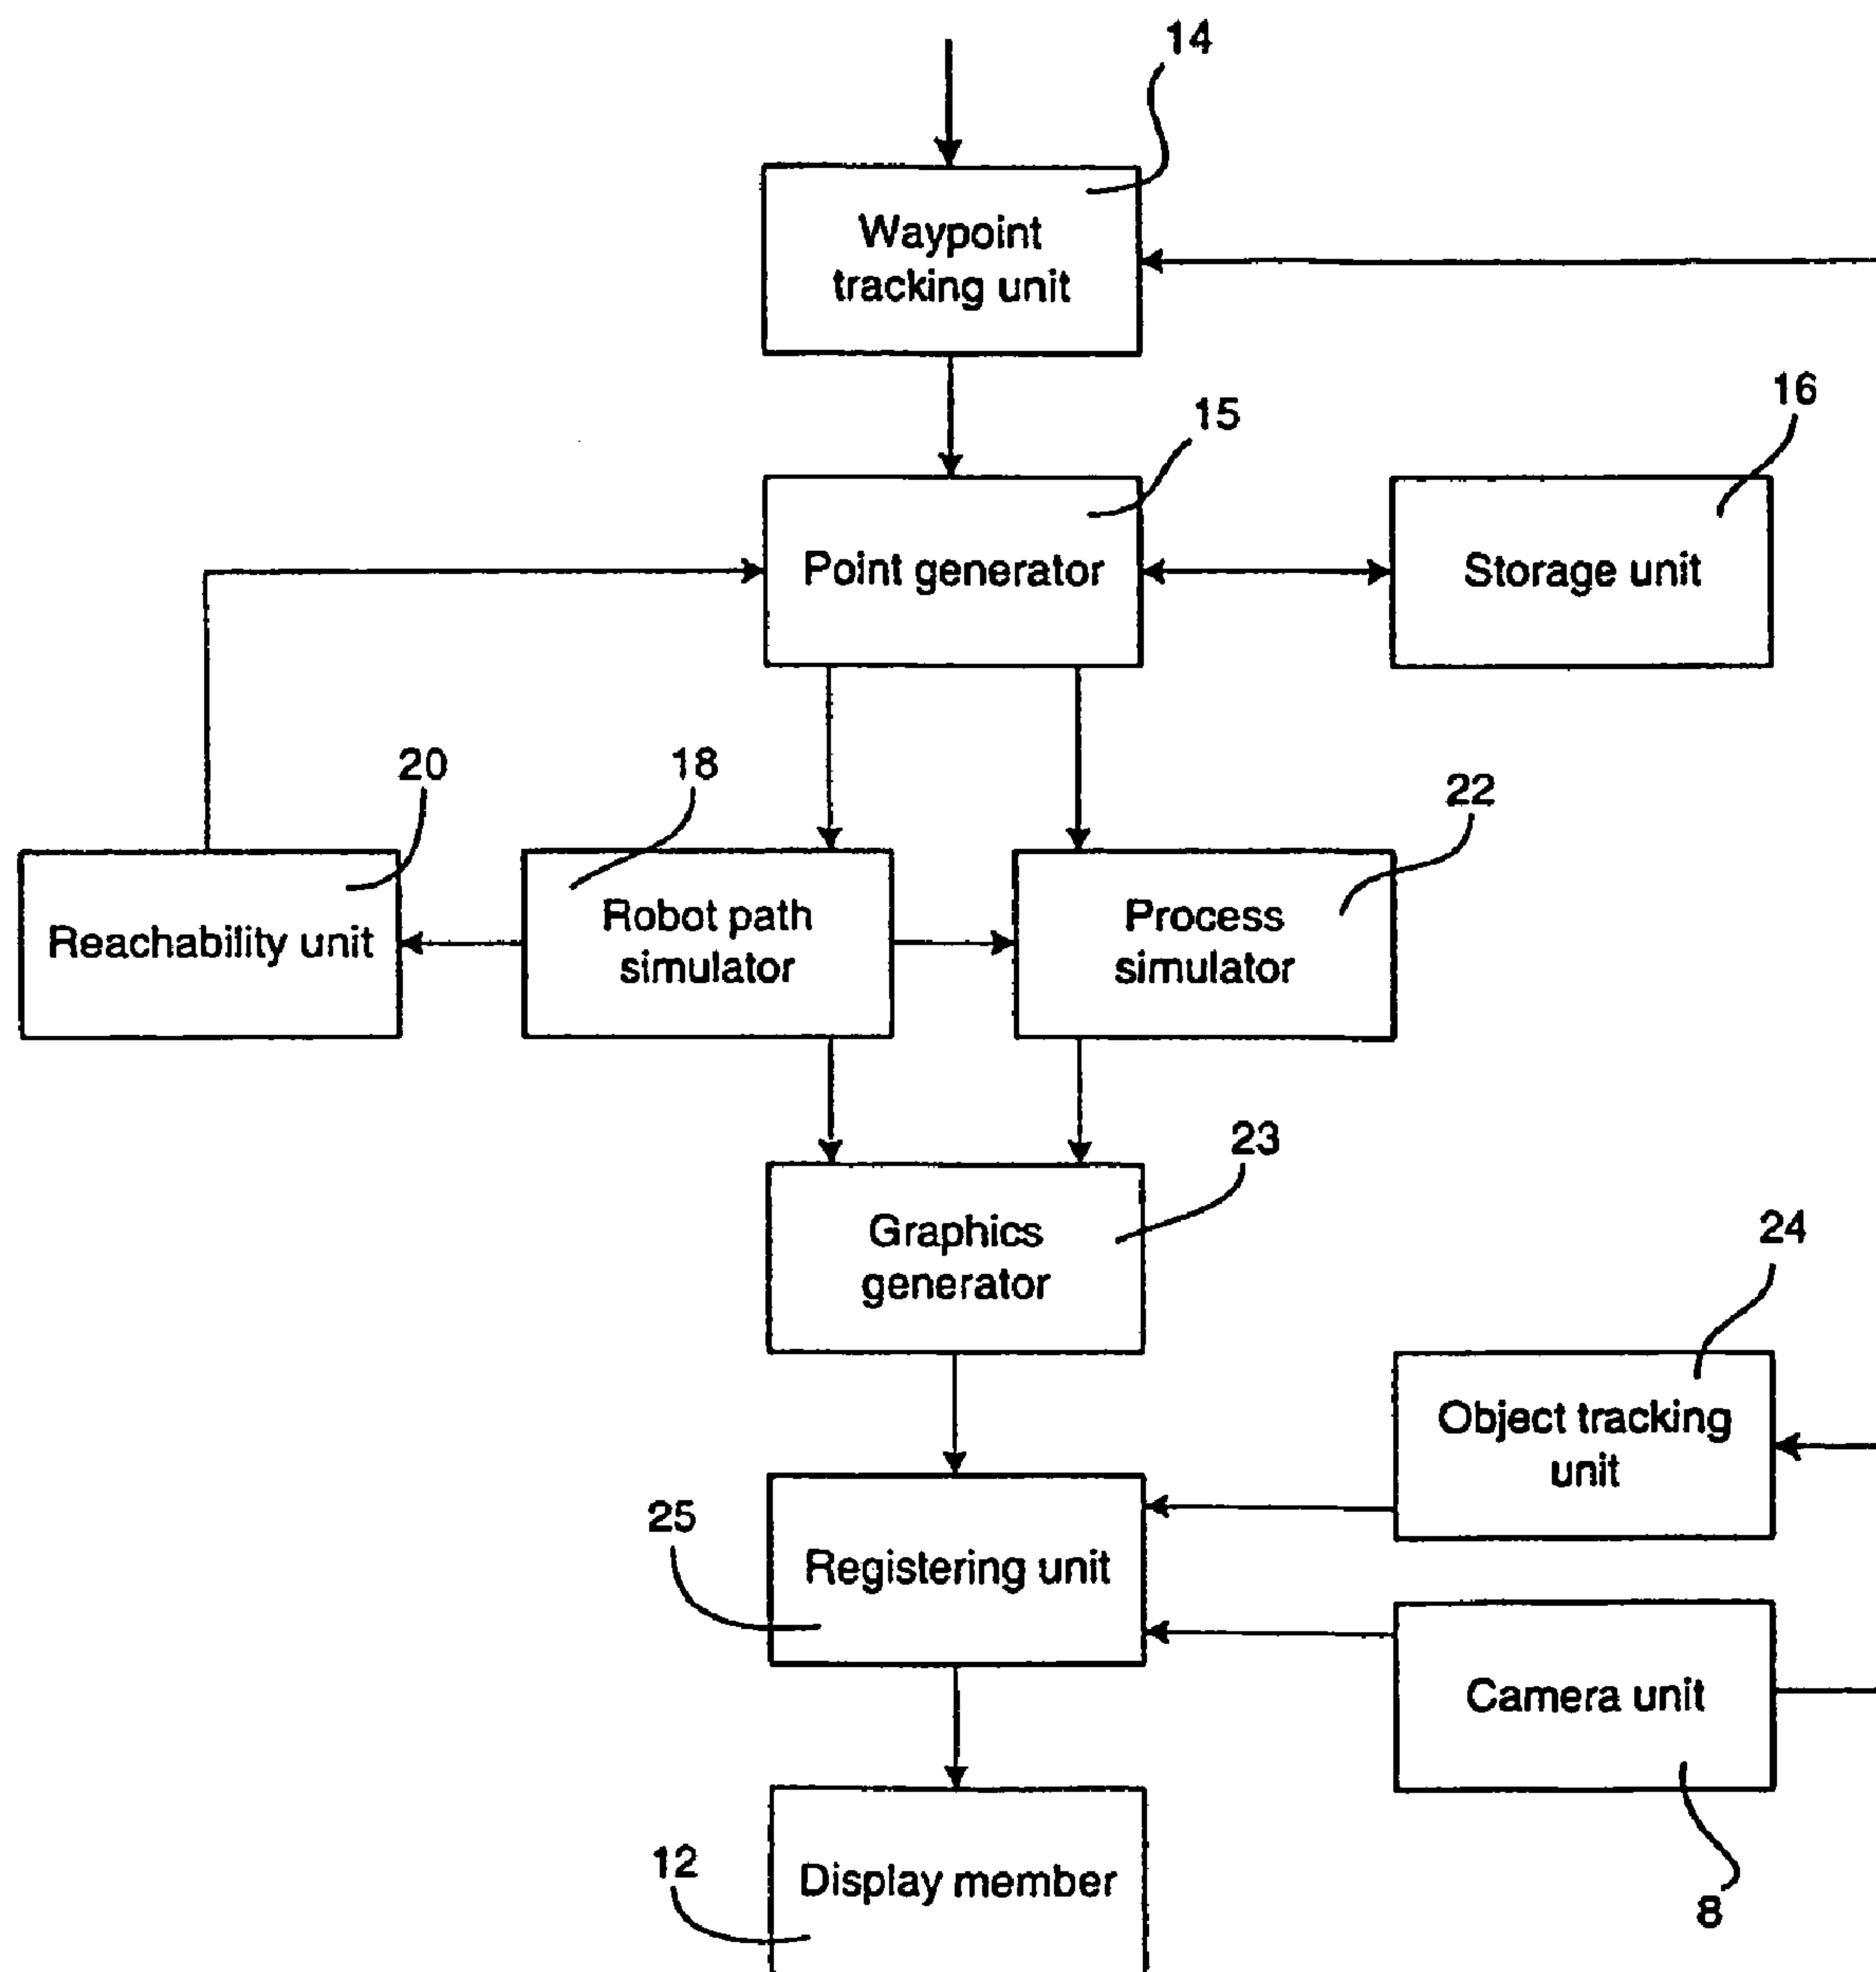 14
Waypoint
tracking unit
15
16
Point generator
Storage unit
20
18
22
Reachability unit
Robot path
simulator
Process
simulator
23
Graphics
generator
24
Object tracking
unit
25
Registering unit
Camera unit
8
12
Display member